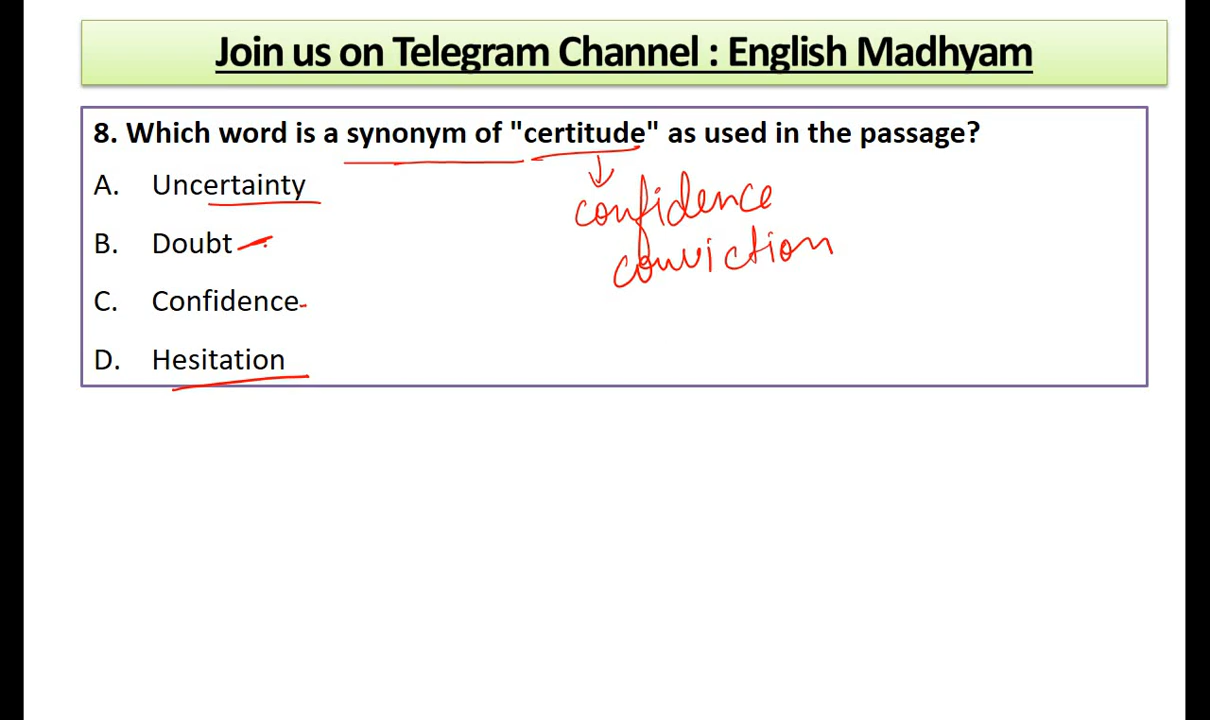 Join us on Telegram Channel : English Madhyam
8. Which word is a synonym of "certitude" as used in the passage?
A. Uncertainty
confidence
B. Doubt
conviction
C. Confidence
D. Hesitation